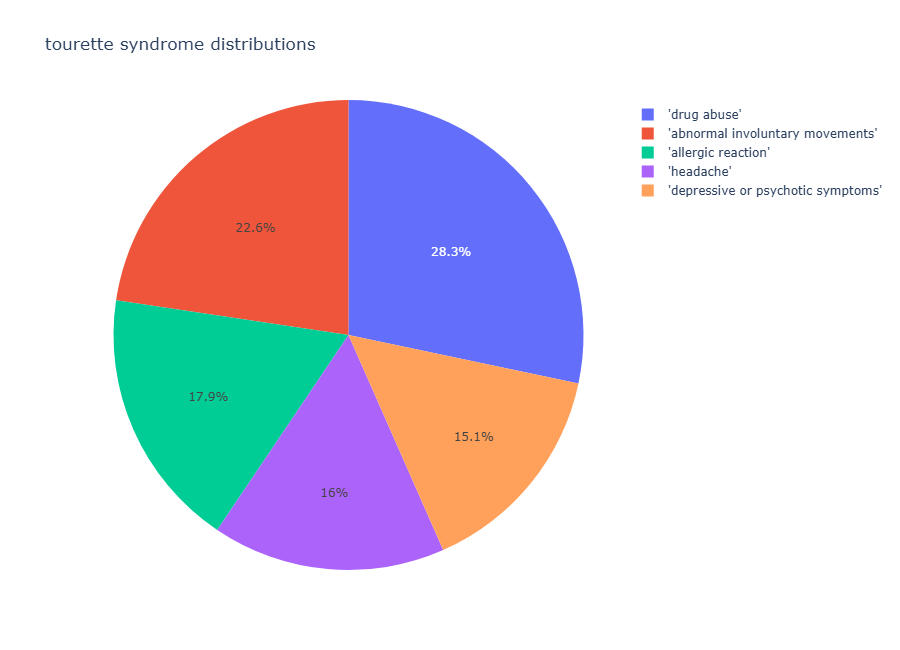 tourette syndrome distributions
'drug abuse'
'abnormal involuntary movements'
'allergic reaction'
'headache'
'depressive or psychotic symptoms'
22.6%
28.3%
17.9%
15.1%
16%